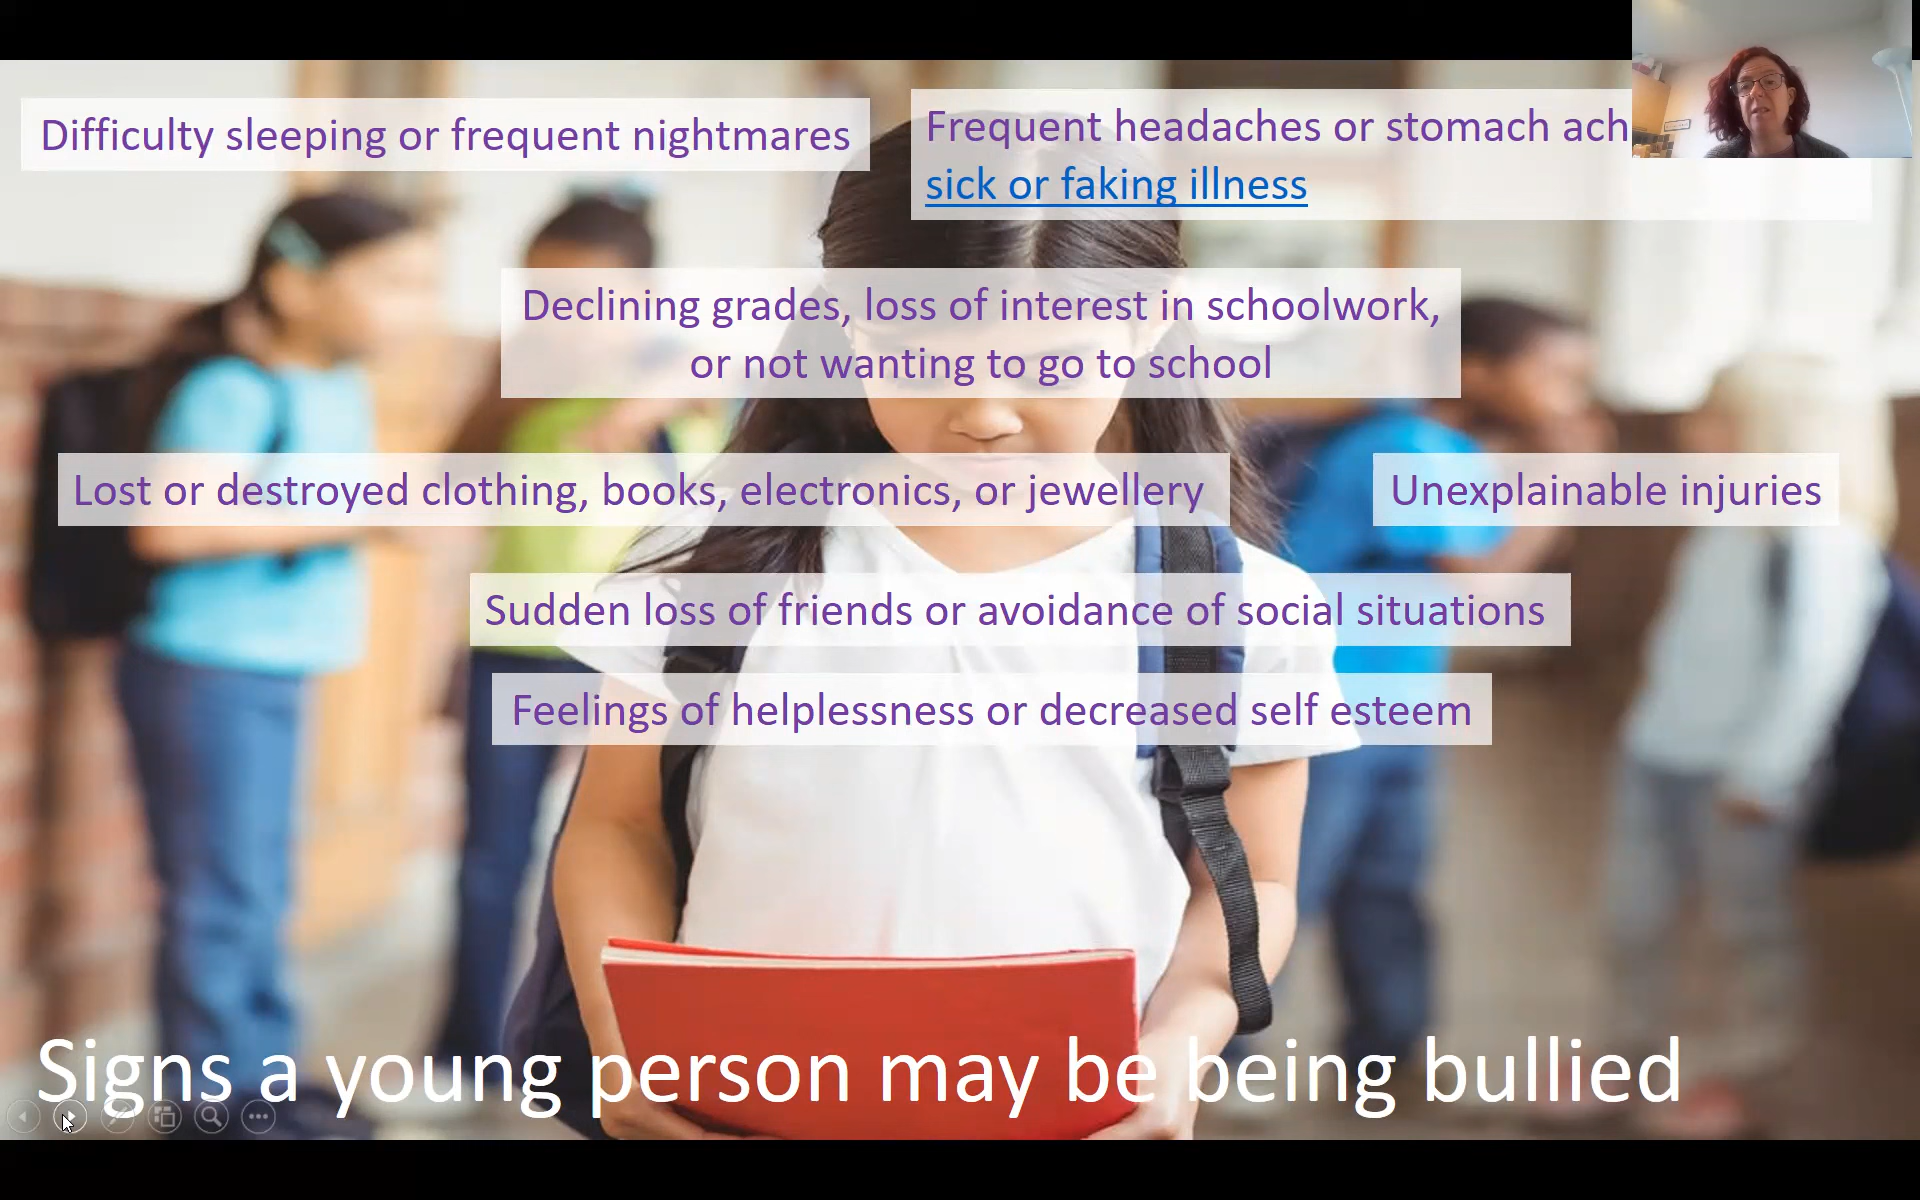 Difficulty sleeping or frequent nightmares
Frequent headaches or stomach ach
sick or faking illness
Declining grades, loss of interest in schoolwork,
or not wanting to go to school
Lost or destroyed clothing, books, electronics, or jewellery
Unexplainable injuries
Sudden loss of friends or avoidance of social situations
Feelings of helplessness or decreased self esteem
Signs a young person may be being bullied